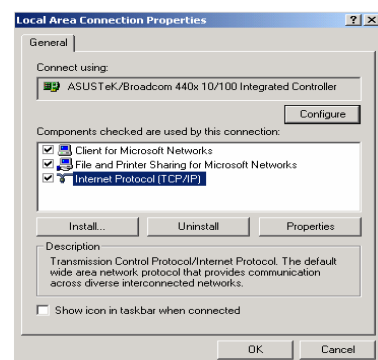 Local Area Connection Properties
General
Connect using:
ASUSTeK/Broadcom 440x 10/100 Integrated Controller
Configure
Components checked are used by this connection:
Client for Microsoft Networks
File and Printer Sharing for Microsoft Networks
Internet Protocol (TCP/IP)
Install... Uninstall Properties
Description
Transmission Control Protocol/Internet Protocol. The default
wide area network protocol that provides communication
across diverse interconnected networks.
Show icon in taskbar when connected
OK Cancel